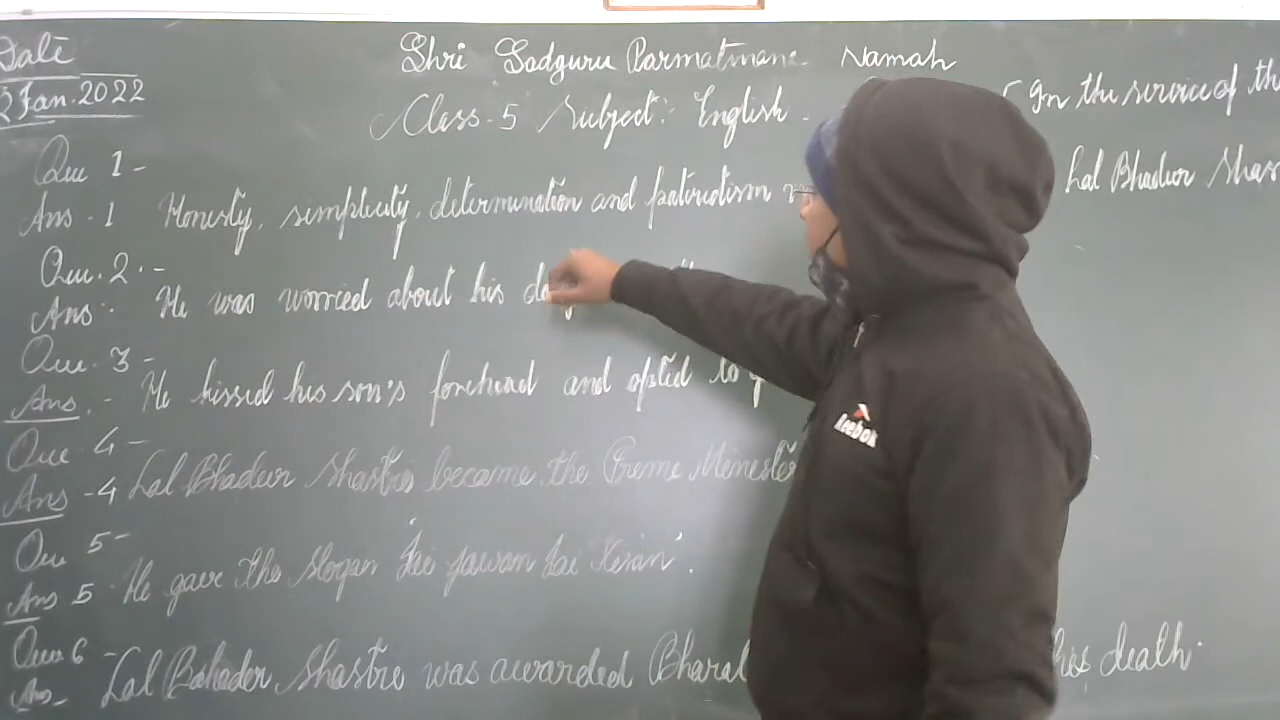 Date
Shri Sadguru Parmatmane Namah
2 Jan. 2022
Class-5 Subject:- English.
In the service of the
Que 1-
Lal Bhadur Shas
Ans-1 Honesty, simplicity, determination and patriotism
Que.2.-
Ans:- He was worried about his
Que.3-
Ans.- He kissed his son's forehead and opted to
Que 4-
Ans-4 Lal Bhadur Shastri became the Prime Minister
Que 5-
Ans 5 He gave the slogan 'Jai Jawan Jai Kisan'.
Que 6-
Ans- Lal Bahader Shastri was awarded Bharat his death.
Reebok